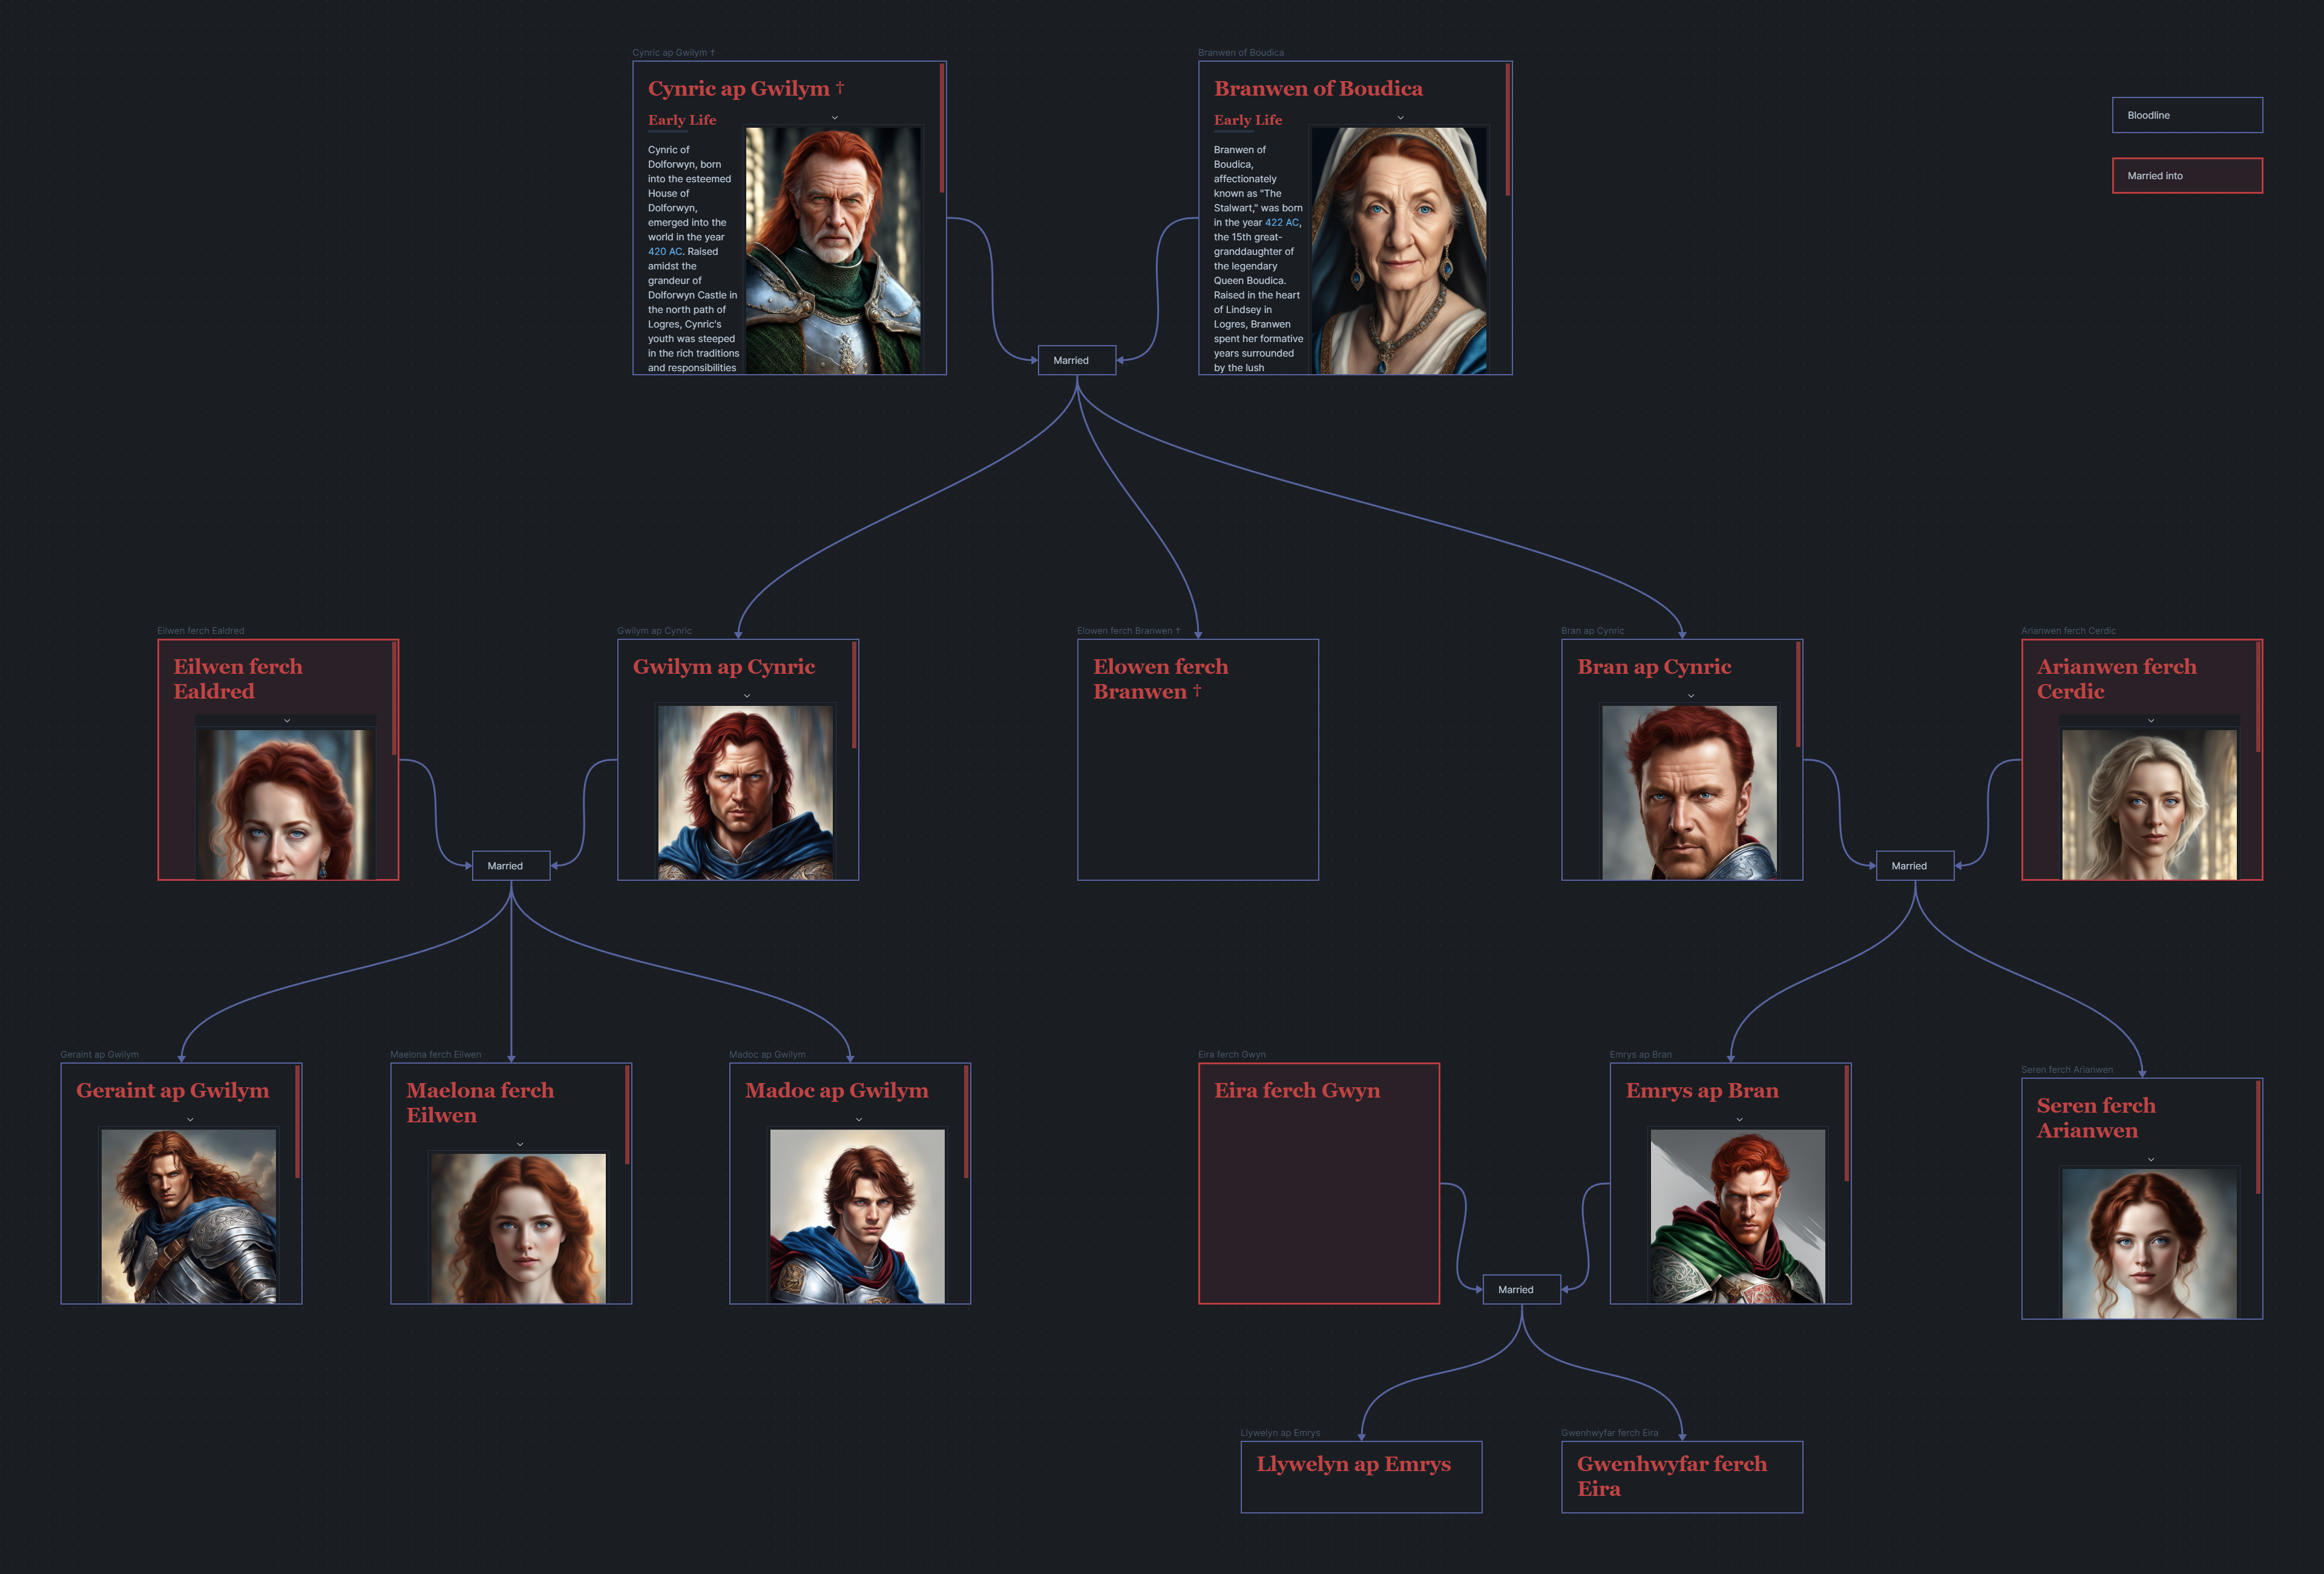 Cynric ap Gwilym †
Cynric ap Gwilym †
Early Life
Cynric of
Dolforwyn, born
into the esteemed
House of
Dolforwyn,
emerged into the
world in the year
420 AC. Raised
amidst the
grandeur of
Dolforwyn Castle in
the north path of
Logres, Cynric's
youth was steeped
in the rich traditions
and responsibilities
Branwen of Boudica
Branwen of Boudica
Early Life
Branwen of
Boudica,
affectionately
known as "The
Stalwart," was born
in the year 422 AC,
the 15th great-
granddaughter of
the legendary
Queen Boudica.
Raised in the heart
of Lindsey in
Logres, Branwen
spent her formative
years surrounded
by the lush
Bloodline
Married into
Married
Eilwen ferch Ealdred
Eilwen ferch
Ealdred
Gwilym ap Cynric
Gwilym ap Cynric
Elowen ferch Branwen †
Elowen ferch
Branwen †
Bran ap Cynric
Bran ap Cynric
Arianwen ferch Cerdic
Arianwen ferch
Cerdic
Married
Married
Geraint ap Gwilym
Geraint ap Gwilym
Maelona ferch Eilwen
Maelona ferch
Eilwen
Madoc ap Gwilym
Madoc ap Gwilym
Eira ferch Gwyn
Eira ferch Gwyn
Emrys ap Bran
Emrys ap Bran
Seren ferch Arianwen
Seren ferch
Arianwen
Married
Llywelyn ap Emrys
Llywelyn ap Emrys
Gwenhwyfar ferch Eira
Gwenhwyfar ferch
Eira